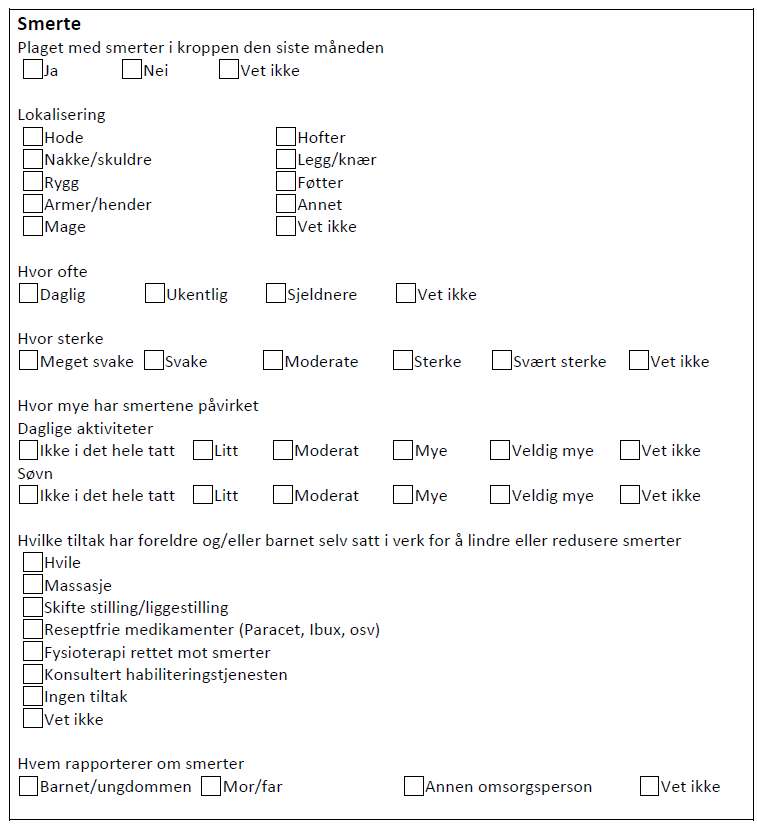 Smerte
Plaget med smerter i kroppen den siste måneden
Ja Nei Vet ikke
Lokalisering
Hode Hofter
Nakke/skuldre Legg/knær
Rygg Føtter
Armer/hender Annet
Mage Vet ikke
Hvor ofte
Daglig Ukentlig Sjeldnere Vet ikke
Hvor sterke
Meget svake Svake Moderate Sterke Svært sterke Vet ikke
Hvor mye har smertene påvirket
Daglige aktiviteter
Ikke i det hele tatt Litt Moderat Mye Veldig mye Vet ikke
Søvn
Ikke i det hele tatt Litt Moderat Mye Veldig mye Vet ikke
Hvilke tiltak har foreldre og/eller barnet selv satt i verk for å lindre eller redusere smerter
Hvile
Massasje
Skifte stilling/liggestilling
Reseptfrie medikamenter (Paracet, Ibux, osv)
Fysioterapi rettet mot smerter
Konsultert habiliteringstjenesten
Ingen tiltak
Vet ikke
Hvem rapporterer om smerter
Barnet/ungdommen Mor/far Annen omsorgsperson Vet ikke